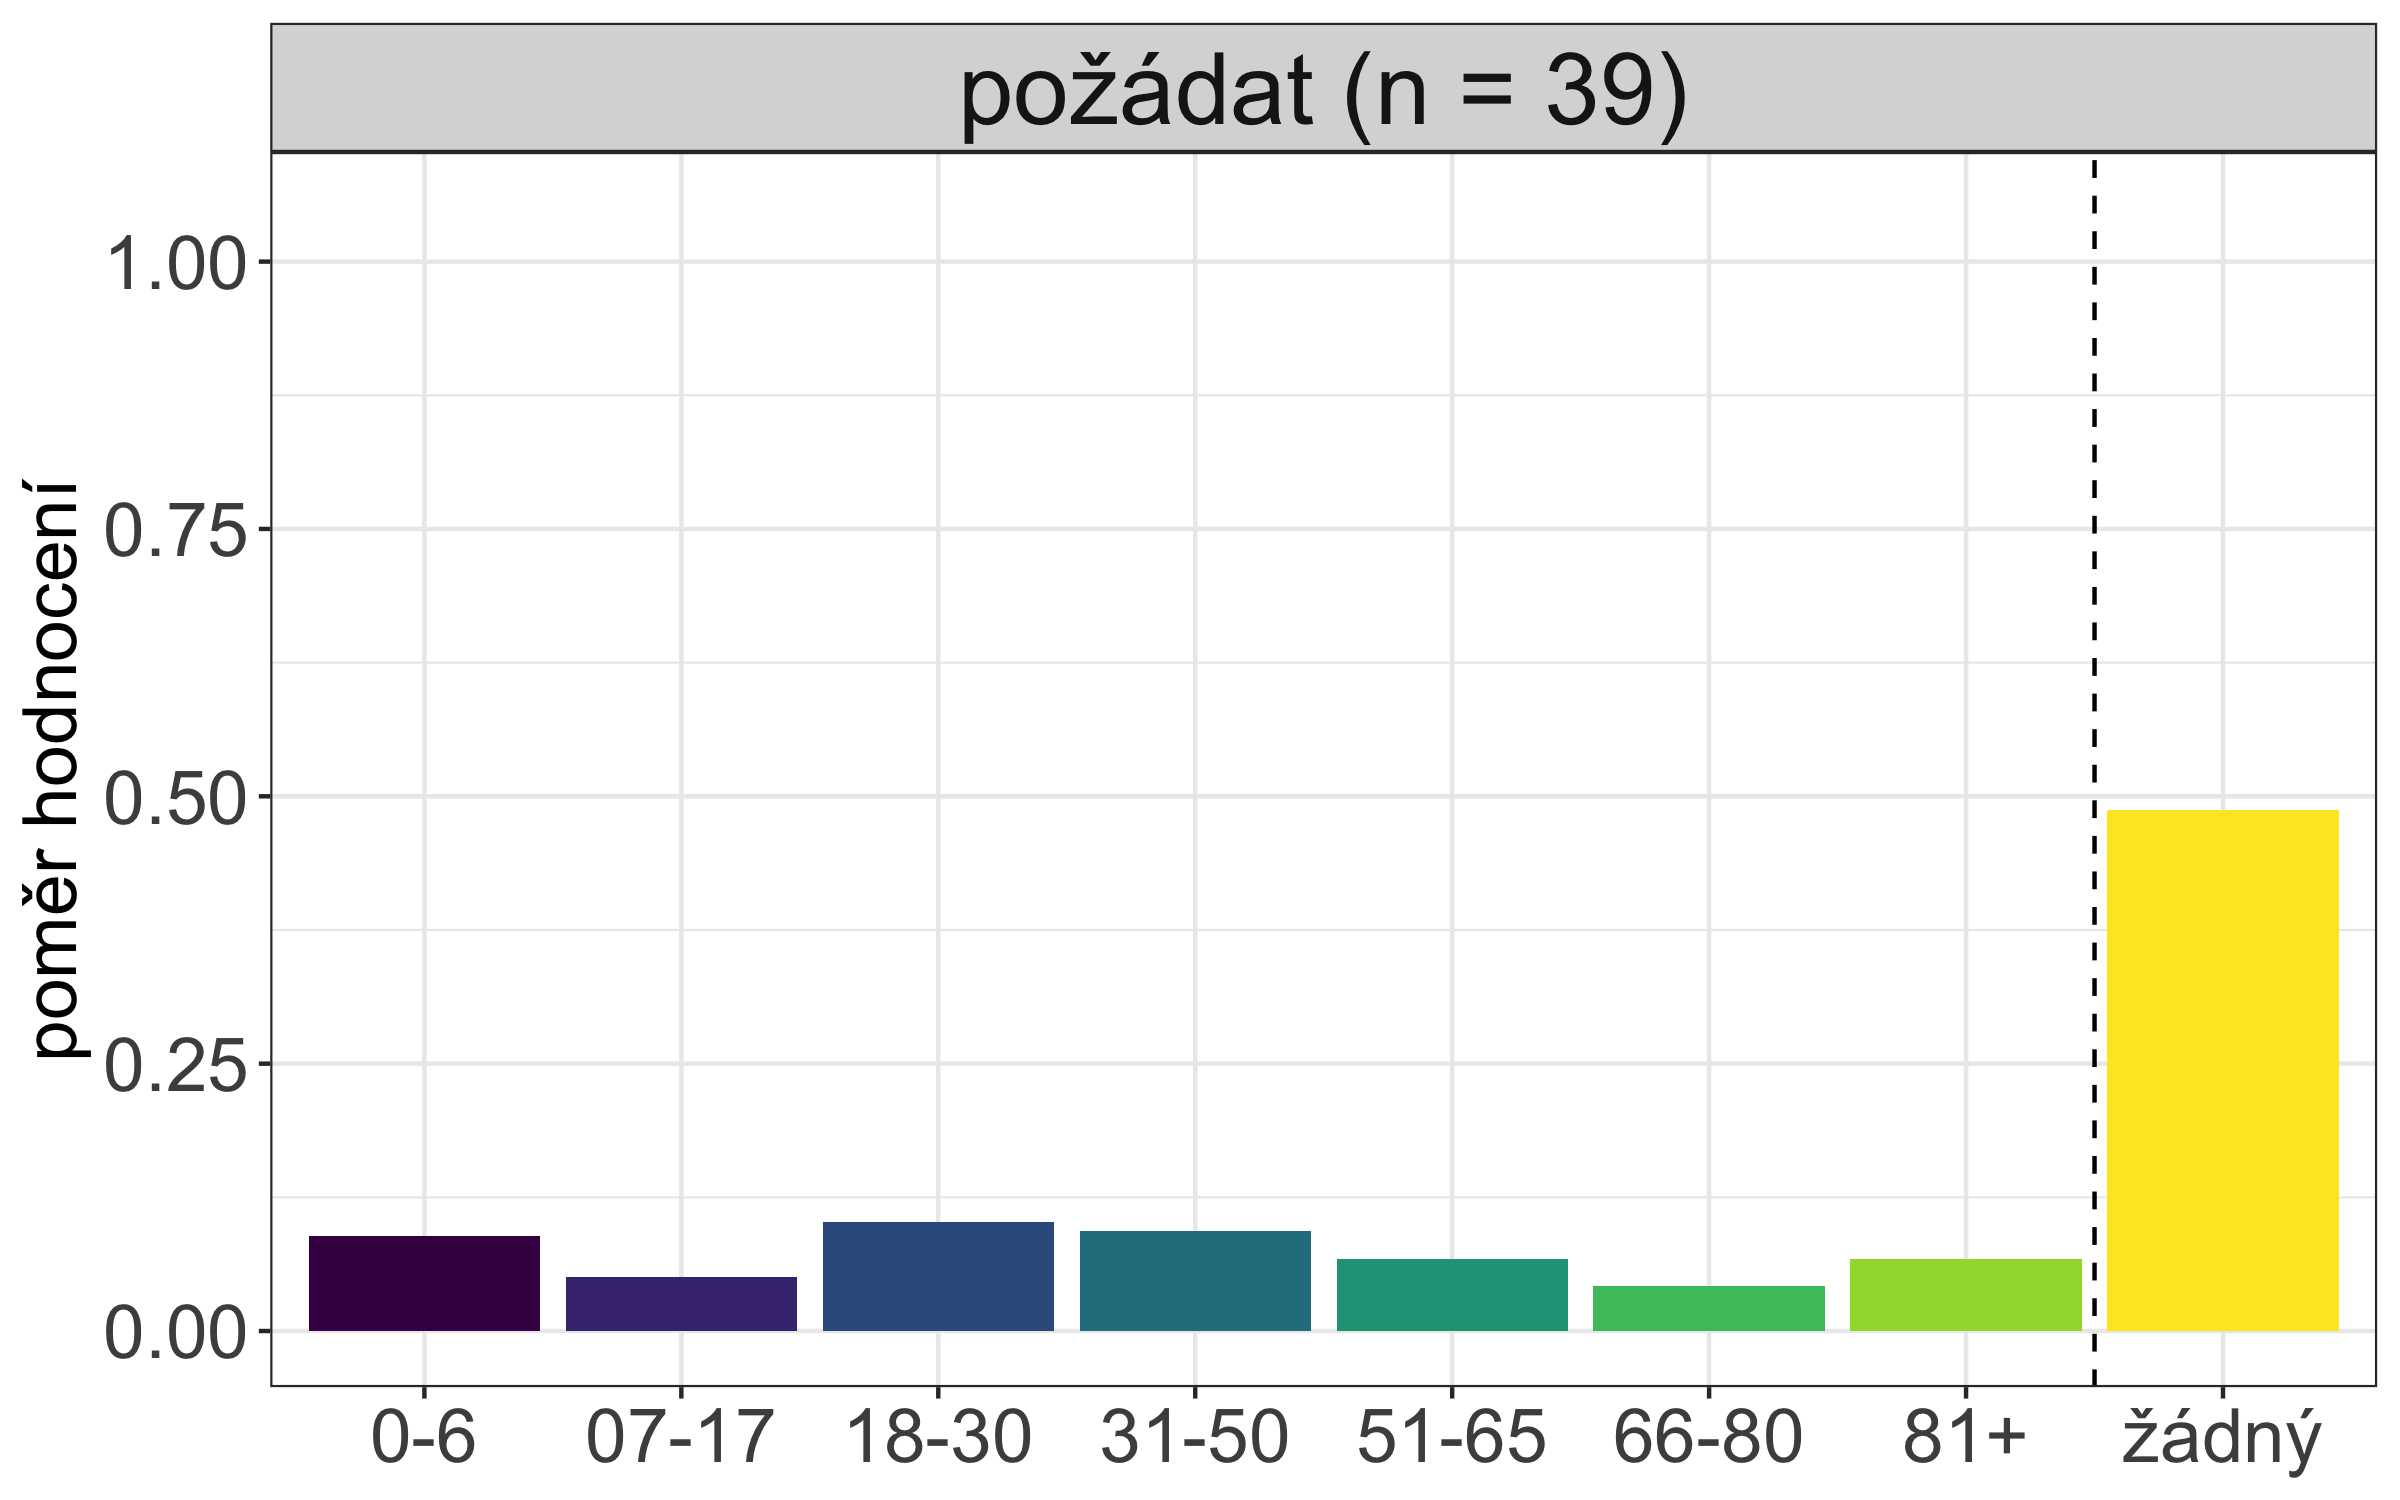 požádat (n = 39)
poměr hodnocení
1.00
0.75
0.50
0.25
0.00
0-6 07-17 18-30 31-50 51-65 66-80 81+ žádný